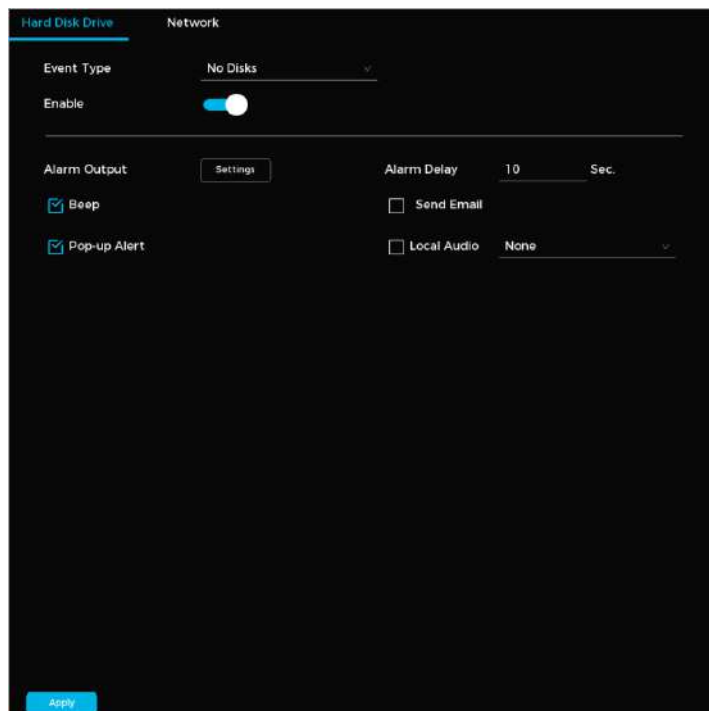 Hard Disk Drive Network
Event Type No Disks
Enable
Alarm Output Settings Alarm Delay 10 Sec.
Beep Send Email
Pop-up Alert Local Audio None
Apply